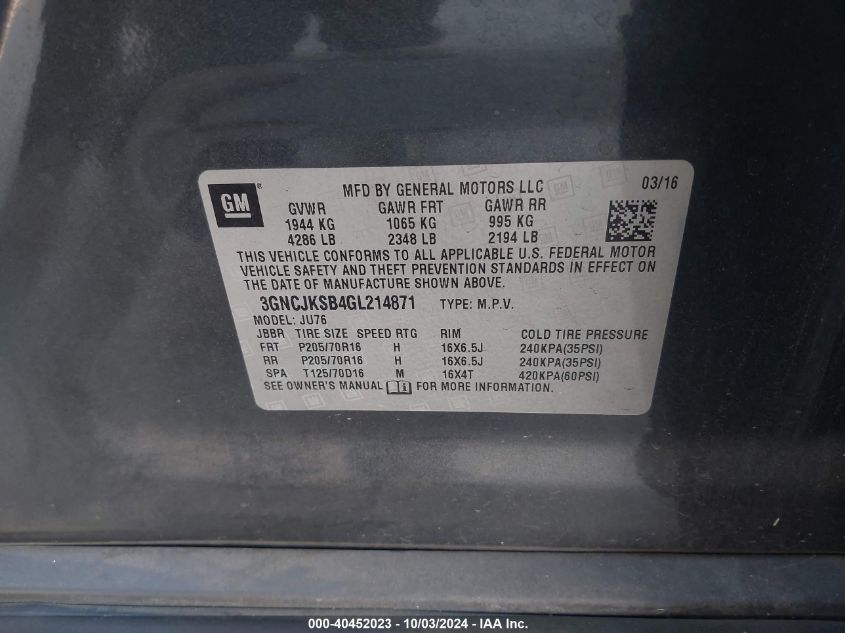 GM®
MFD BY GENERAL MOTORS LLC 03/16
GVWR GAWR FRT GAWR RR
1944 KG 1065 KG 995 KG
4286 LB 2348 LB 2194 LB
THIS VEHICLE CONFORMS TO ALL APPLICABLE U.S. FEDERAL MOTOR
VEHICLE SAFETY AND THEFT PREVENTION STANDARDS IN EFFECT ON
THE DATE OF MANUFACTURE SHOWN ABOVE.
3GNCJKSB4GL214871 TYPE: M.P.V.
MODEL: JU76
JBBR TIRE SIZE SPEED RTG RIM COLD TIRE PRESSURE
FRT P205/70R16 H 16X6.5J 240KPA(35PSI)
RR P205/70R16 H 16X6.5J 240KPA(35PSI)
SPA T125/70D16 M 16X4T 420KPA(60PSI)
SEE OWNER'S MANUAL FOR MORE INFORMATION.
000-40452023 - 10/03/2024 - IAA Inc.